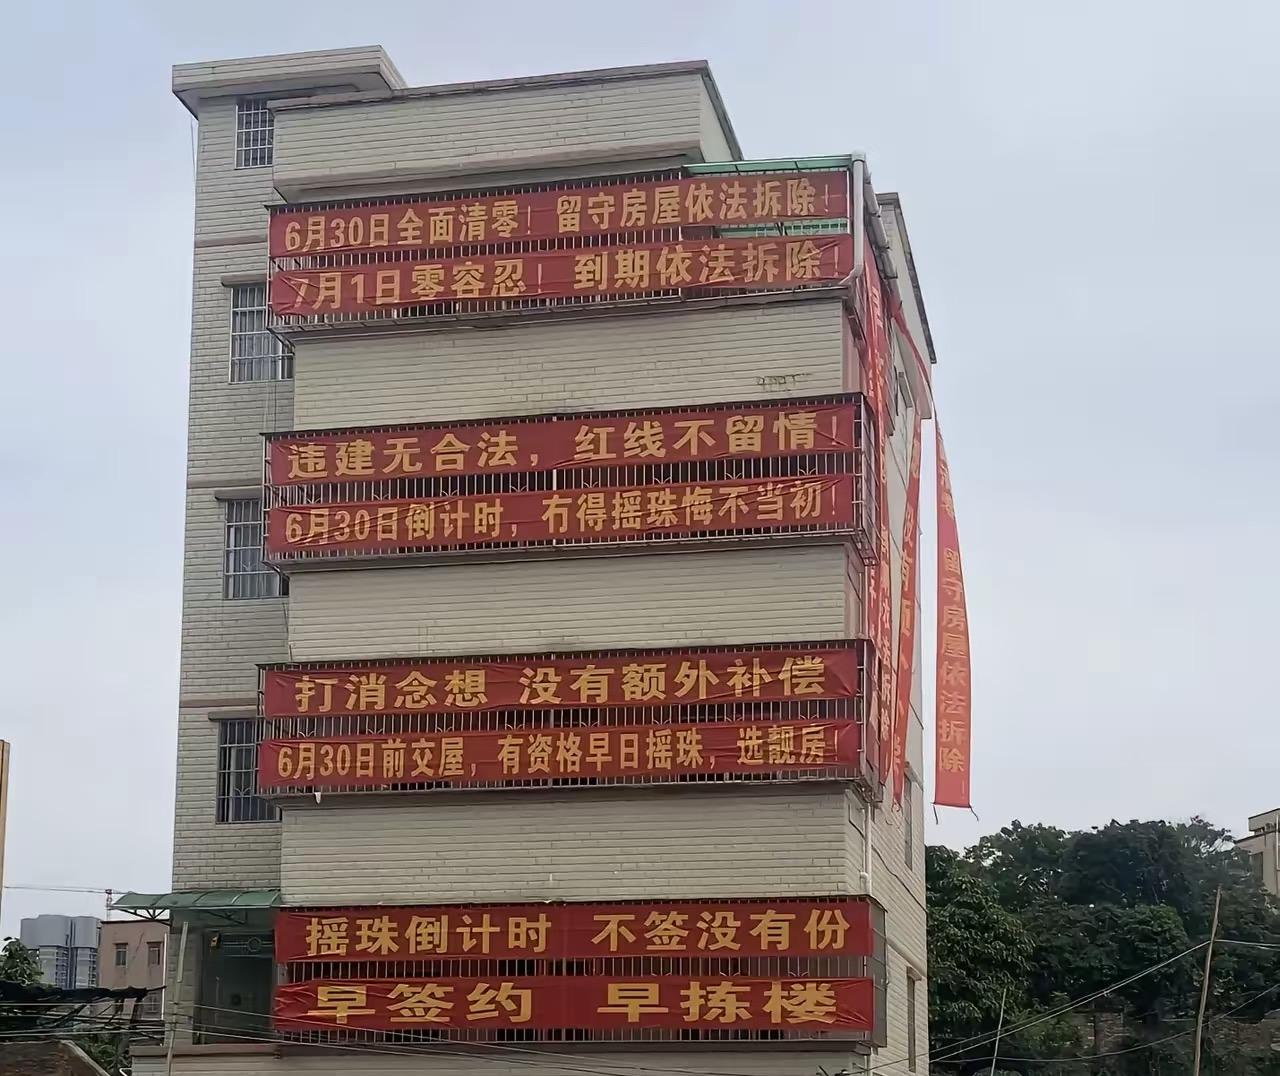 6月30日全面清零！留守房屋依法拆除！
7月1日零容忍！到期依法拆除！
违建无合法，红线不留情！
6月30日倒计时，冇得摇珠悔不当初！
打消念想 没有额外补偿
6月30日前交屋，有资格早日摇珠，选靓房！
摇珠倒计时 不签没有份
早签约 早拣楼
留守房屋依法拆除！
依法拆除